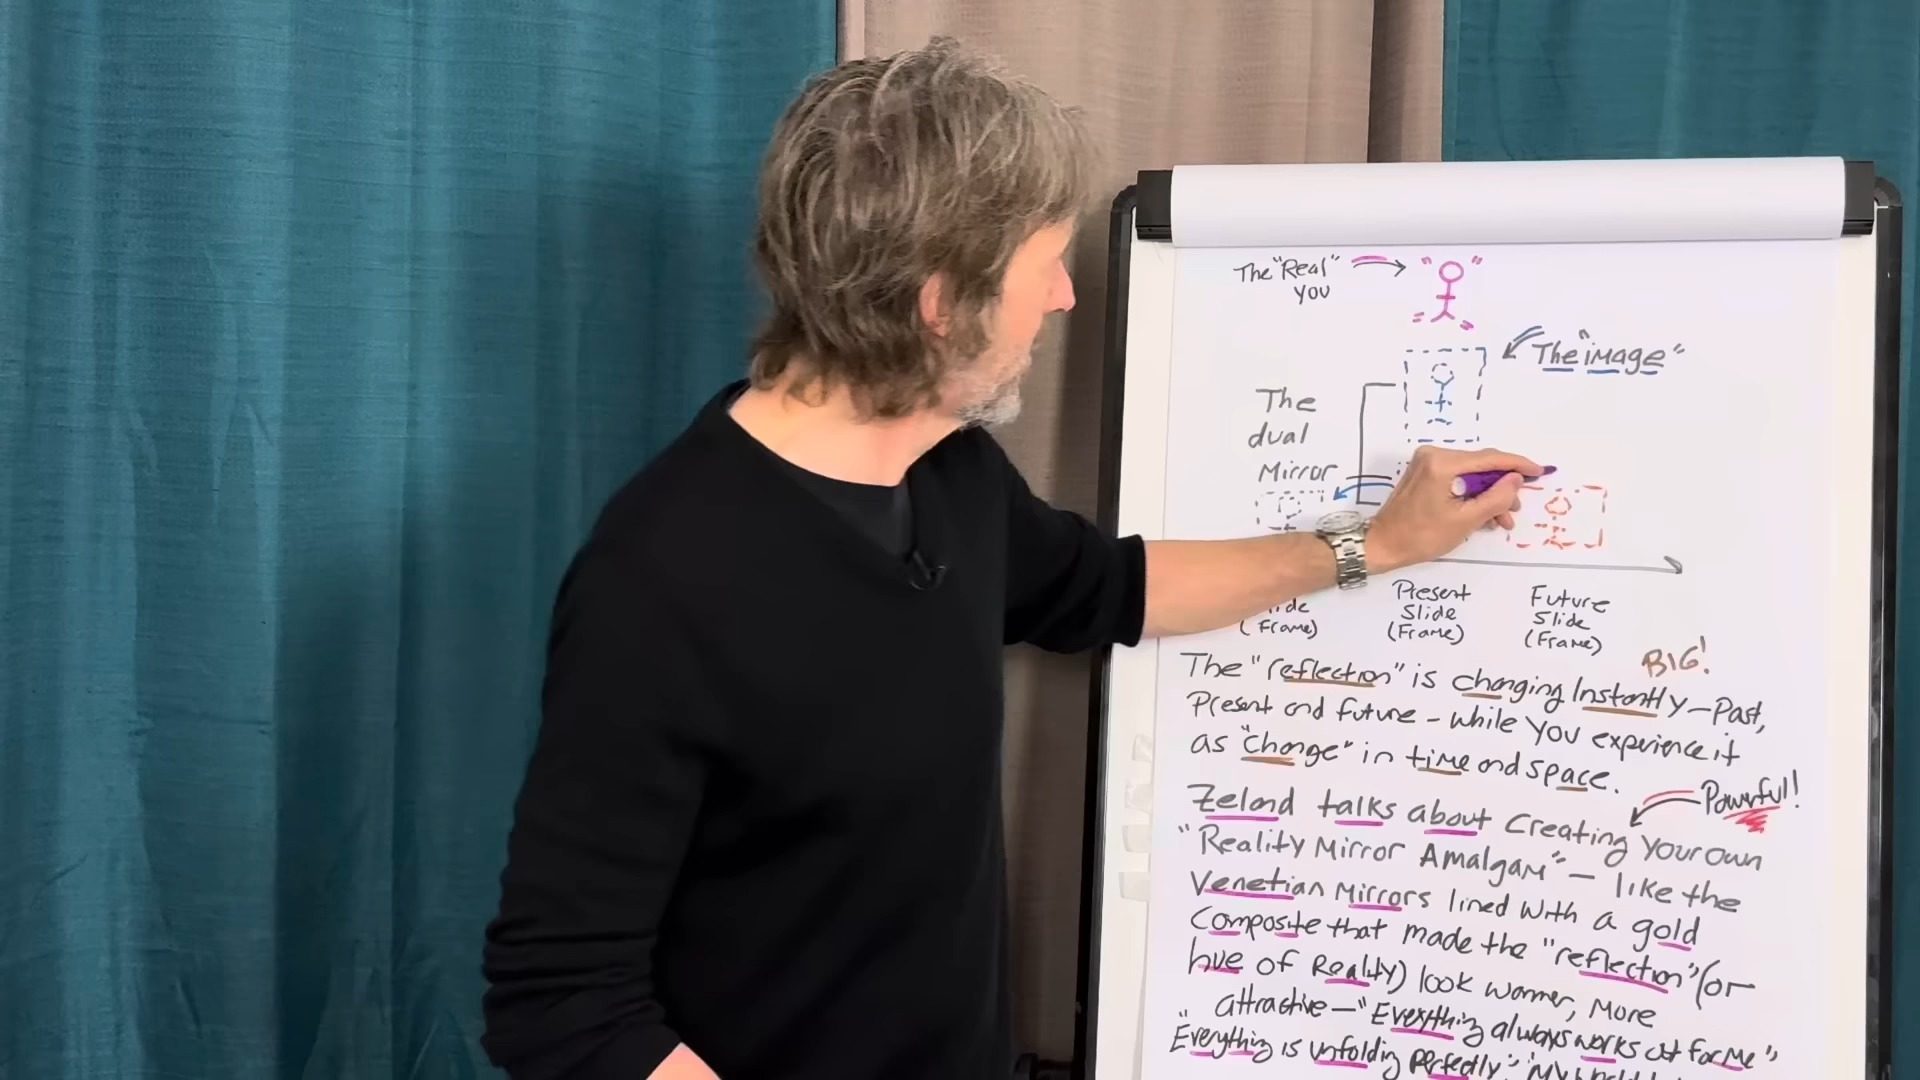 The "Real"
you
The "image"
The
dual
Mirror
(Frame)
Present
Slide
(Frame)
Future
Slide
(Frame)
BIG!
The "reflection" is changing Instantly - Past,
Present and future - while you experience it
as "change" in time and space.
Powerful!
Zeland talks about creating your own
"Reality Mirror Amalgam" - like the
Venetian Mirrors lined with a gold
composite that made the "reflection" (or
hue of Reality) look warmer, more
attractive - "Everything always works out for me",
"Everything is unfolding perfectly", "My